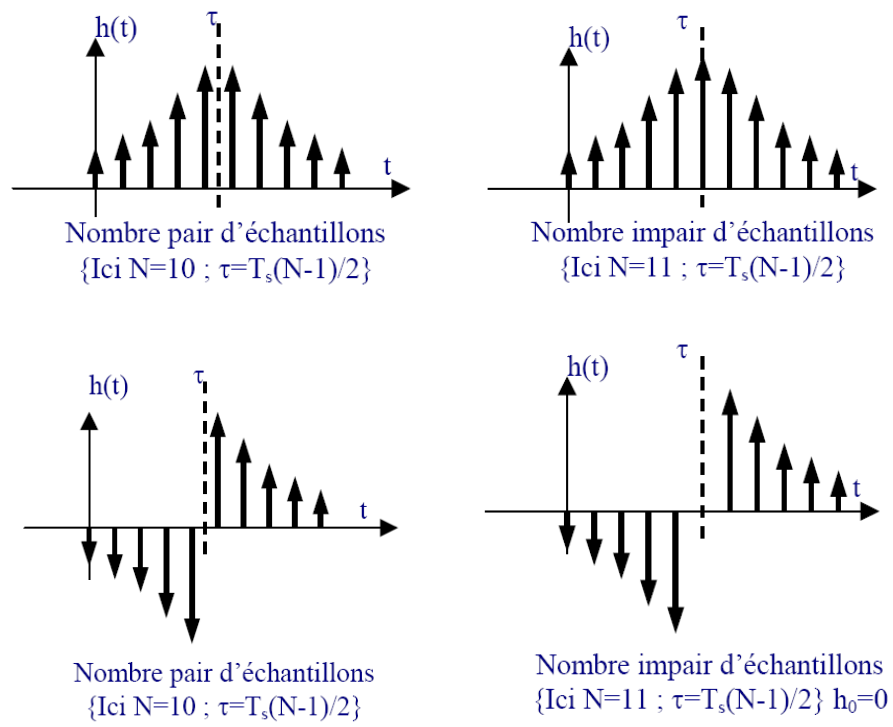 h(t)
τ
t
Nombre pair d'échantillons
{Ici N=10 ; τ=Tₛ(N-1)/2}
h(t)
τ
t
Nombre impair d'échantillons
{Ici N=11 ; τ=Tₛ(N-1)/2}
h(t)
τ
t
Nombre pair d'échantillons
{Ici N=10 ; τ=Tₛ(N-1)/2}
h(t)
τ
t
Nombre impair d'échantillons
{Ici N=11 ; τ=Tₛ(N-1)/2} h₀=0